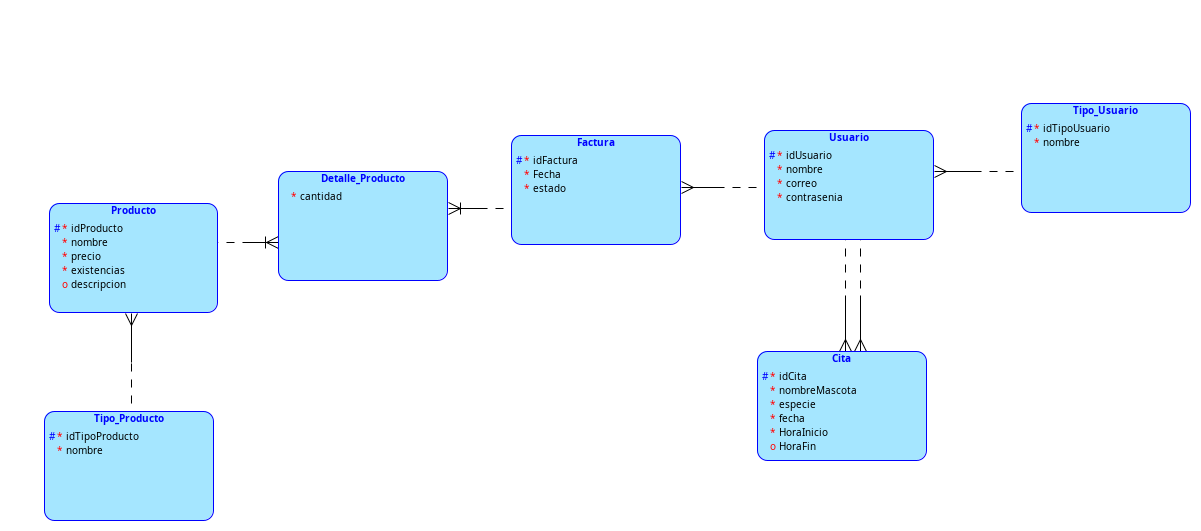 Producto
# * idProducto
* nombre
* precio
* existencias
o descripcion
Detalle_Producto
* cantidad
Factura
# * idFactura
* Fecha
* estado
Usuario
# * idUsuario
* nombre
* correo
* contrasenia
Tipo_Usuario
# * idTipoUsuario
* nombre
Tipo_Producto
# * idTipoProducto
* nombre
Cita
# * idCita
* nombreMascota
* especie
* fecha
* HoraInicio
o HoraFin